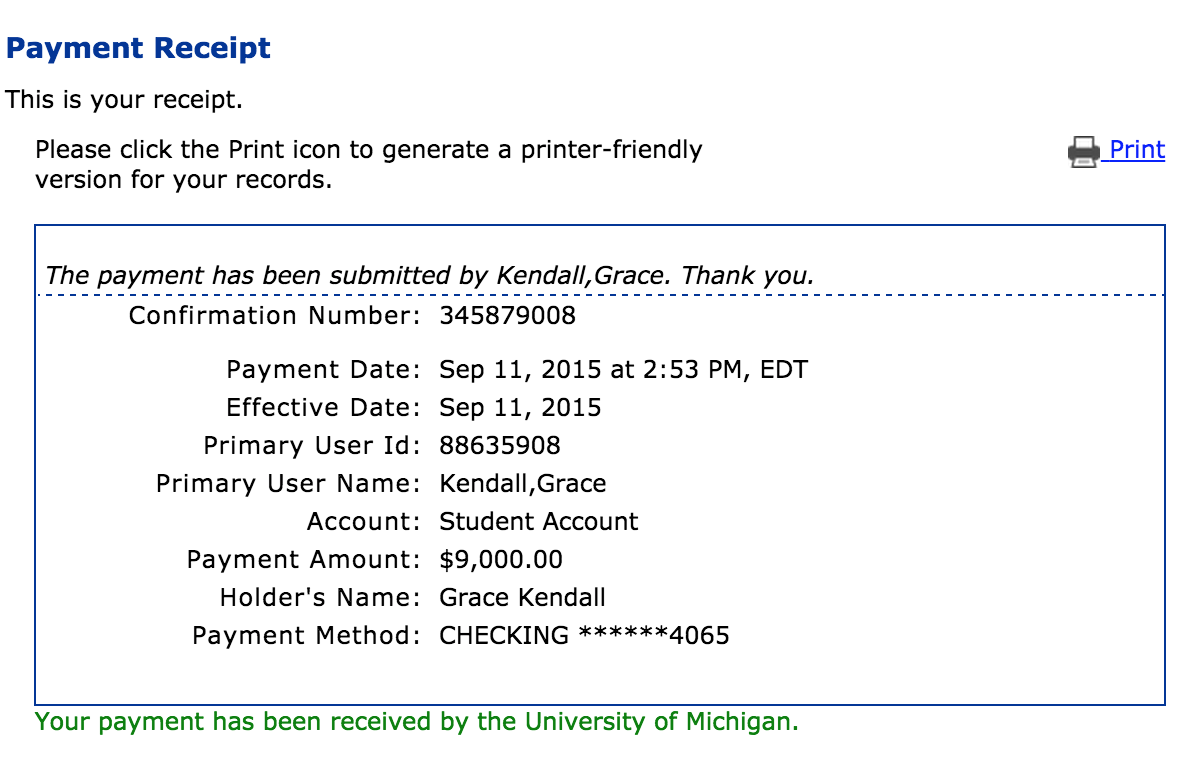 Payment Receipt
This is your receipt.
Please click the Print icon to generate a printer-friendly
version for your records.
Print
The payment has been submitted by Kendall,Grace. Thank you.
Confirmation Number: 345879008
Payment Date: Sep 11, 2015 at 2:53 PM, EDT
Effective Date: Sep 11, 2015
Primary User Id: 88635908
Primary User Name: Kendall,Grace
Account: Student Account
Payment Amount: $9,000.00
Holder's Name: Grace Kendall
Payment Method: CHECKING ******4065
Your payment has been received by the University of Michigan.